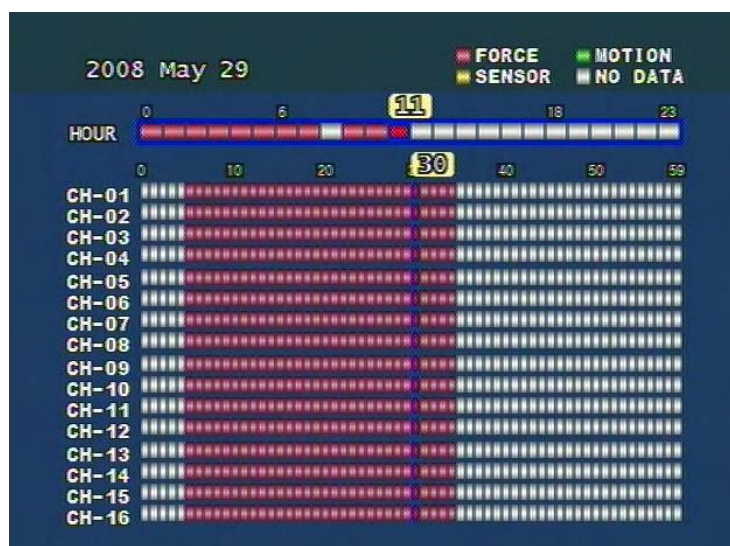 2008 May 29
FORCE MOTION
SENSOR NO DATA
11
0 6 18 23
HOUR
30
0 10 20 40 50 59
CH-01
CH-02
CH-03
CH-04
CH-05
CH-06
CH-07
CH-08
CH-09
CH-10
CH-11
CH-12
CH-13
CH-14
CH-15
CH-16